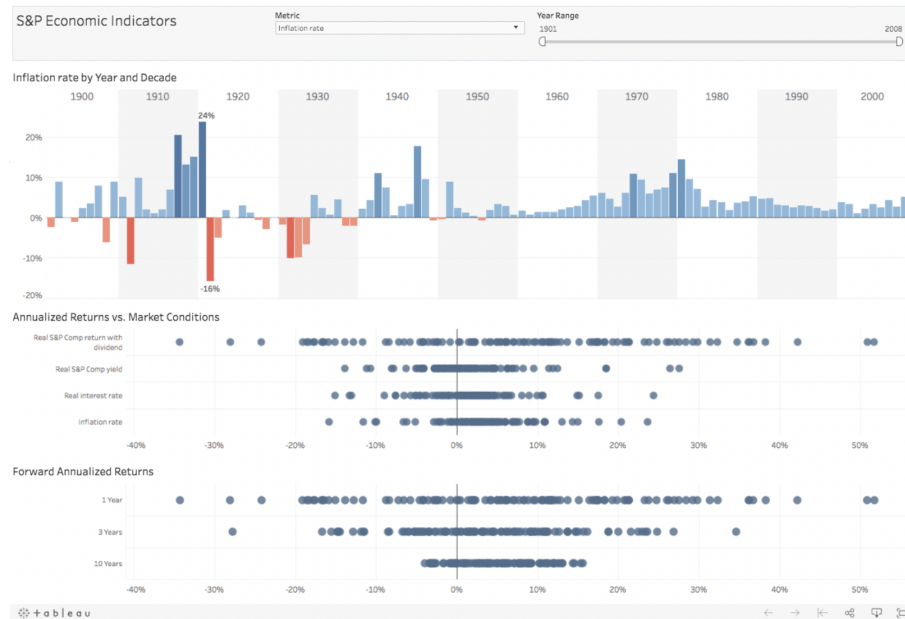 S&P Economic Indicators
Metric
Inflation rate
Year Range
1901 2008
Inflation rate by Year and Decade
1900 1910 1920 1930 1940 1950 1960 1970 1980 1990 2000
24%
20%
10%
0%
-10%
-16%
-20%
Annualized Returns vs. Market Conditions
Real S&P Comp return with
dividend
Real S&P Comp yield
Real interest rate
Inflation rate
-40% -30% -20% -10% 0% 10% 20% 30% 40% 50%
Forward Annualized Returns
1 Year
3 Years
10 Years
-40% -30% -20% -10% 0% 10% 20% 30% 40% 50%
+ a b | e a u